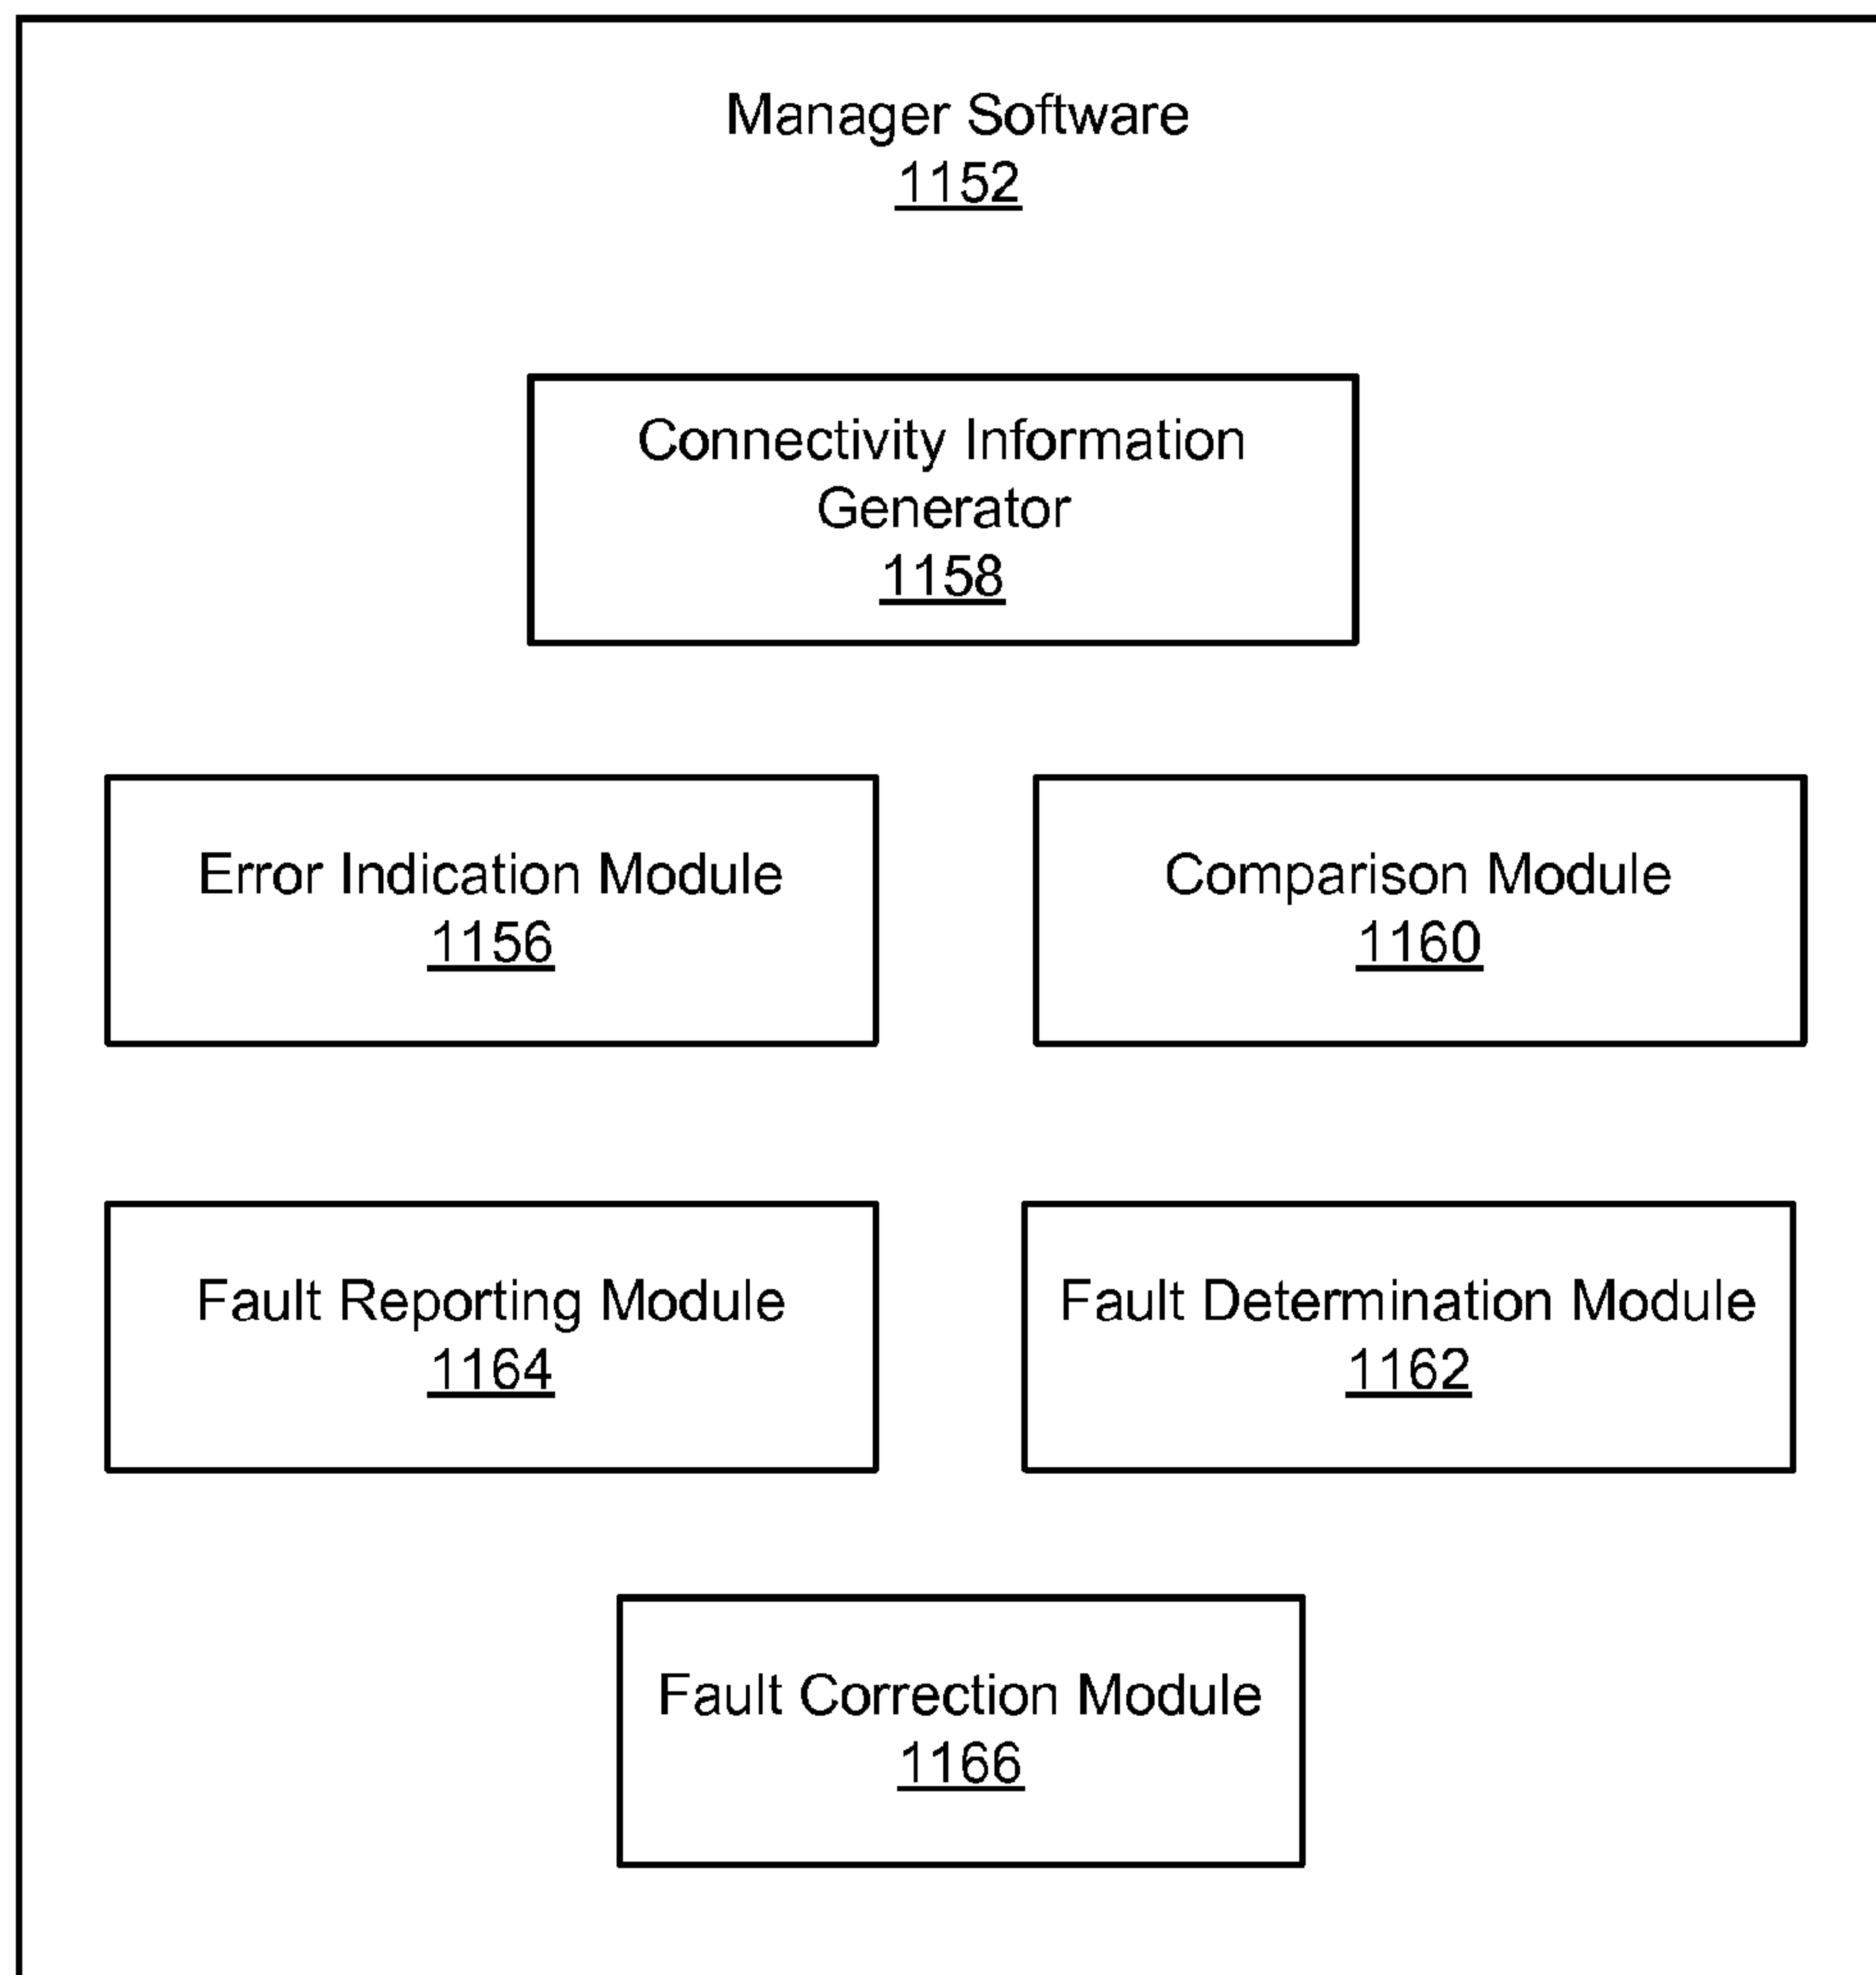 Manager Software
1152
Connectivity Information
Generator
1158
Error Indication Module
1156
Comparison Module
1160
Fault Reporting Module
1164
Fault Determination Module
1162
Fault Correction Module
1166